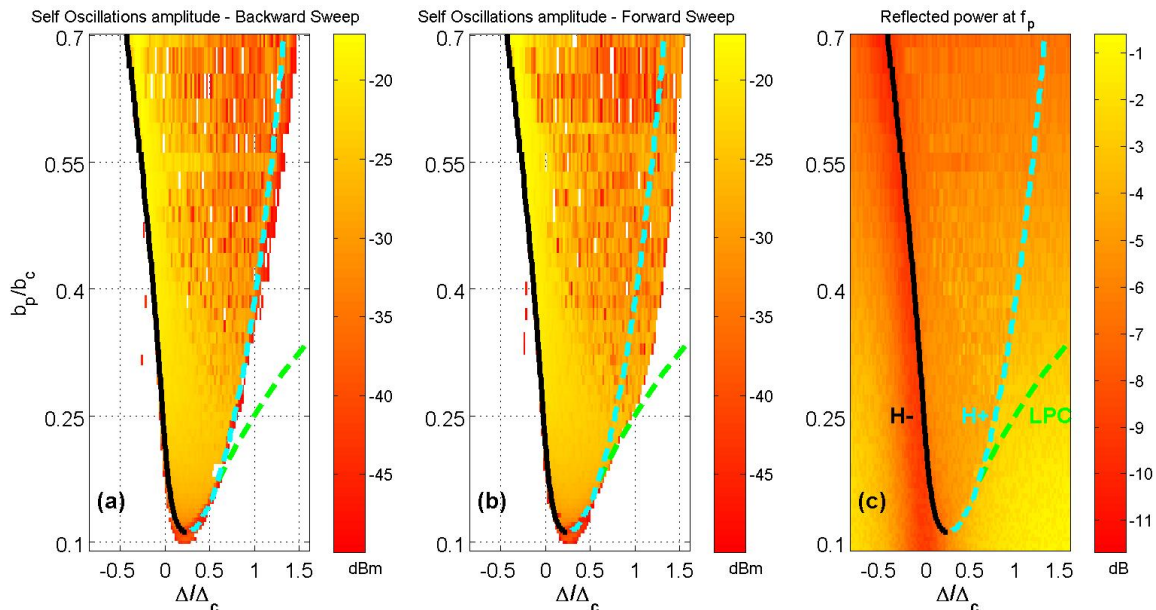 Self Oscillations amplitude - Backward Sweep
0.7
0.55
0.4
0.25
0.1
b_p/b_c
-0.5 0 0.5 1 1.5
Δ/Δ_c
(a)
-20
-25
-30
-35
-40
-45
dBm
Self Oscillations amplitude - Forward Sweep
0.7
0.55
0.4
0.25
0.1
-0.5 0 0.5 1 1.5
Δ/Δ_c
(b)
-20
-25
-30
-35
-40
-45
dBm
Reflected power at f_p
0.7
0.55
0.4
0.25
0.1
H- H+ LPC
(c)
-0.5 0 0.5 1 1.5
Δ/Δ_c
-1
-2
-3
-4
-5
-6
-7
-8
-9
-10
-11
dB